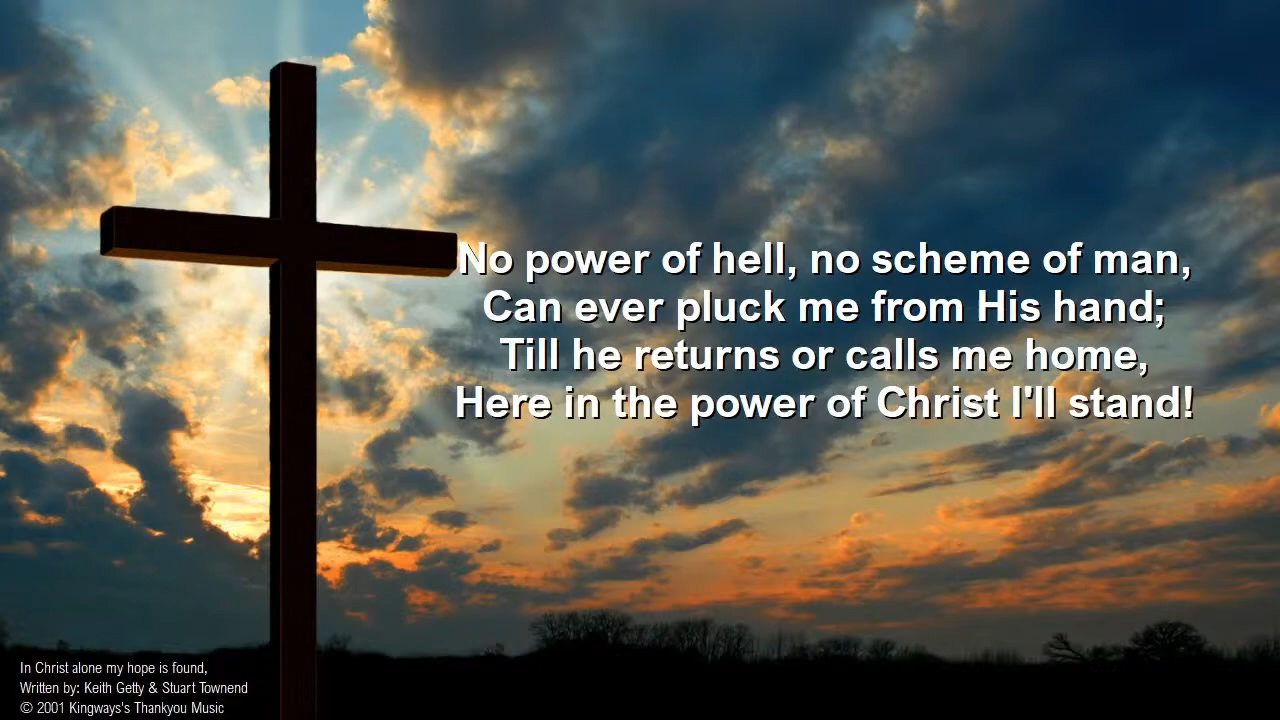 No power of hell, no scheme of man,
Can ever pluck me from His hand;
Till he returns or calls me home,
Here in the power of Christ I'll stand!
In Christ alone my hope is found,
Written by: Keith Getty & Stuart Townend
© 2001 Kingways's Thankyou Music